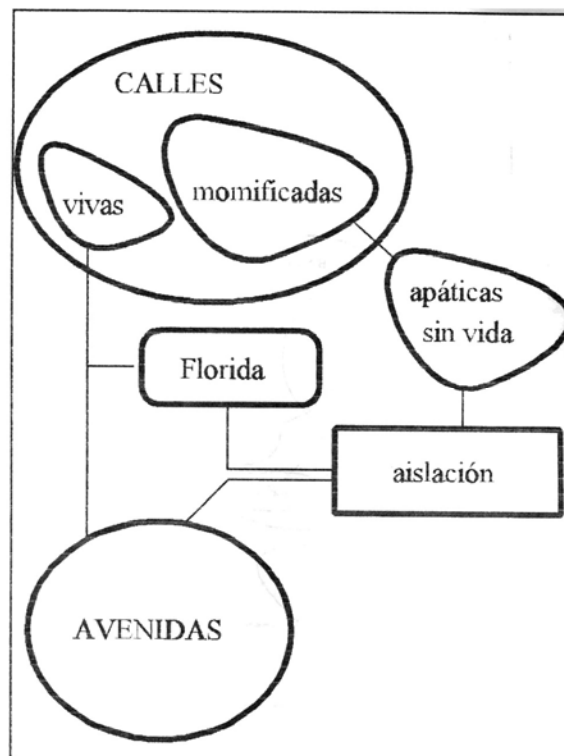 CALLES
vivas
momificadas
apáticas
sin vida
Florida
aislación
AVENIDAS